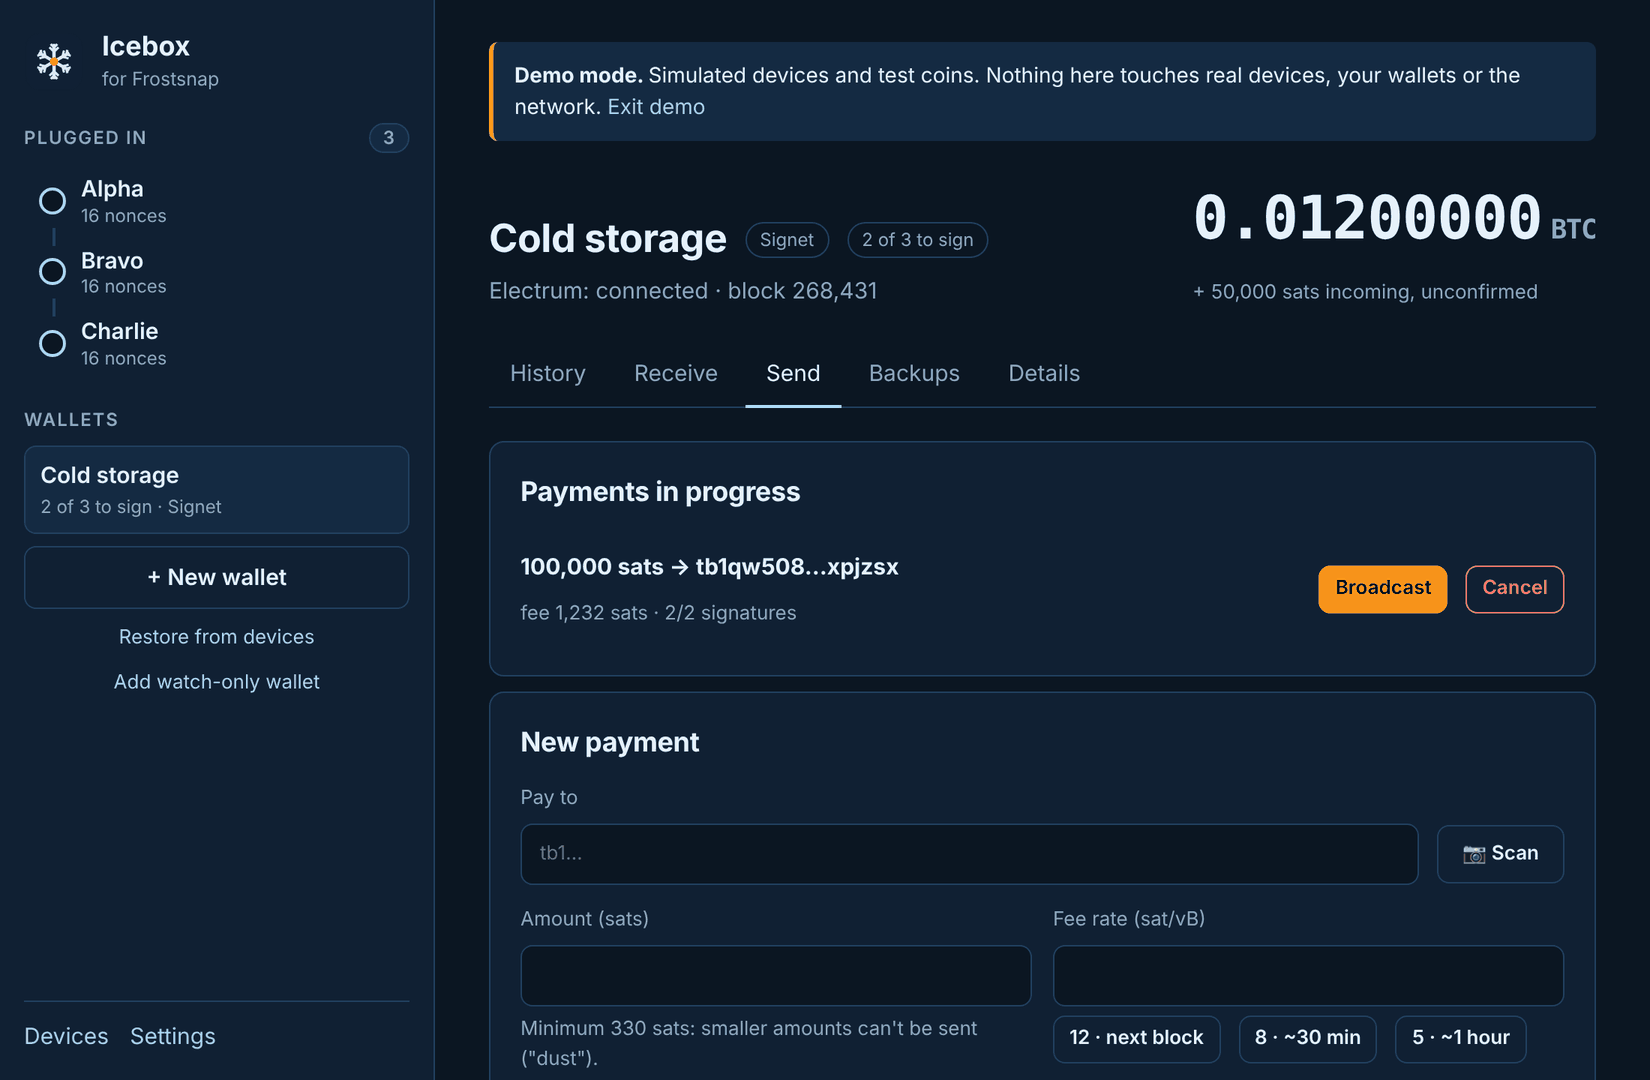 Icebox
for Frostsnap
PLUGGED IN 3
Alpha
16 nonces
Bravo
16 nonces
Charlie
16 nonces
WALLETS
Cold storage
2 of 3 to sign · Signet
+ New wallet
Restore from devices
Add watch-only wallet
Devices Settings
Demo mode. Simulated devices and test coins. Nothing here touches real devices, your wallets or the
network. Exit demo
Cold storage Signet 2 of 3 to sign
0.01200000 BTC
Electrum: connected · block 268,431
+ 50,000 sats incoming, unconfirmed
History Receive Send Backups Details
Payments in progress
100,000 sats → tb1qw508…xpjzsx
fee 1,232 sats · 2/2 signatures
Broadcast Cancel
New payment
Pay to
tb1… Scan
Amount (sats) Fee rate (sat/vB)
Minimum 330 sats: smaller amounts can't be sent
("dust").
12 · next block 8 · ~30 min 5 · ~1 hour